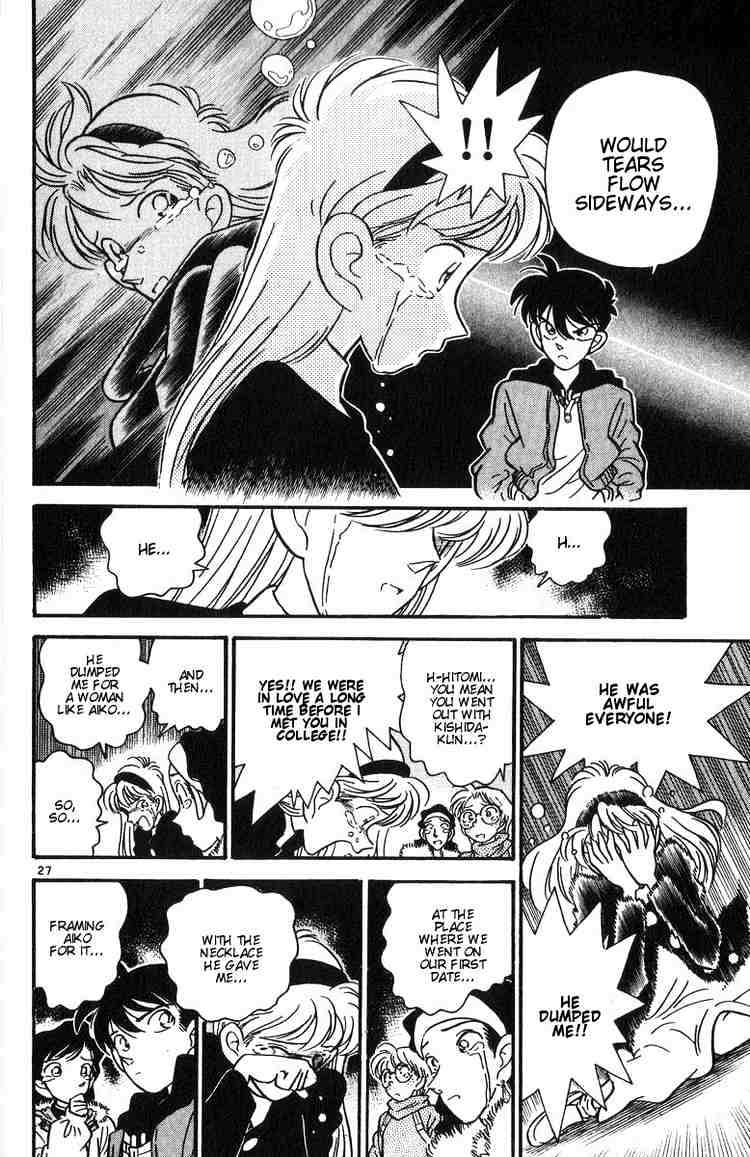 !!
WOULD
TEARS
FLOW
SIDEWAYS...
H...
HE...
HE WAS
AWFUL
EVERYONE!
HE
DUMPED
ME!!
H-HITOMI...
YOU MEAN
YOU WENT
OUT WITH
KISHIDA-
KUN...?
YES!! WE WERE
IN LOVE A LONG
TIME BEFORE I
MET YOU IN
COLLEGE!!
AND
THEN...
HE
DUMPED
ME FOR
A WOMAN
LIKE AIKO...
SO,
SO...
27
AT THE
PLACE
WHERE WE
WENT ON
OUR FIRST
DATE...
WITH THE
NECKLACE
HE GAVE
ME...
FRAMING
AIKO
FOR IT...